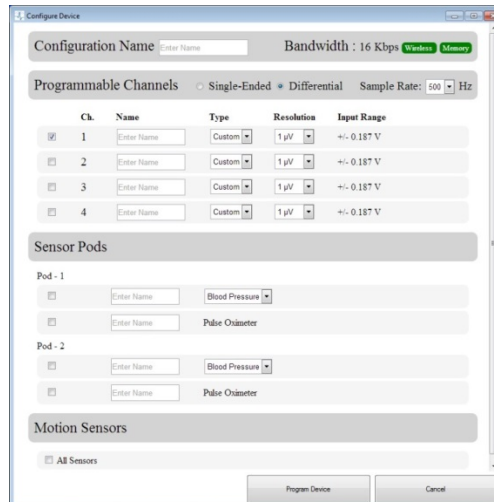 Configure Device
Configuration Name Enter Name Bandwidth : 16 Kbps Wireless Memory
Programmable Channels Single-Ended Differential Sample Rate: 500 Hz
Ch. Name Type Resolution Input Range
1 Enter Name Custom 1 µV +/- 0.187 V
2 Enter Name Custom 1 µV +/- 0.187 V
3 Enter Name Custom 1 µV +/- 0.187 V
4 Enter Name Custom 1 µV +/- 0.187 V
Sensor Pods
Pod - 1
Enter Name Blood Pressure
Enter Name Pulse Oximeter
Pod - 2
Enter Name Blood Pressure
Enter Name Pulse Oximeter
Motion Sensors
All Sensors
Program Device Cancel